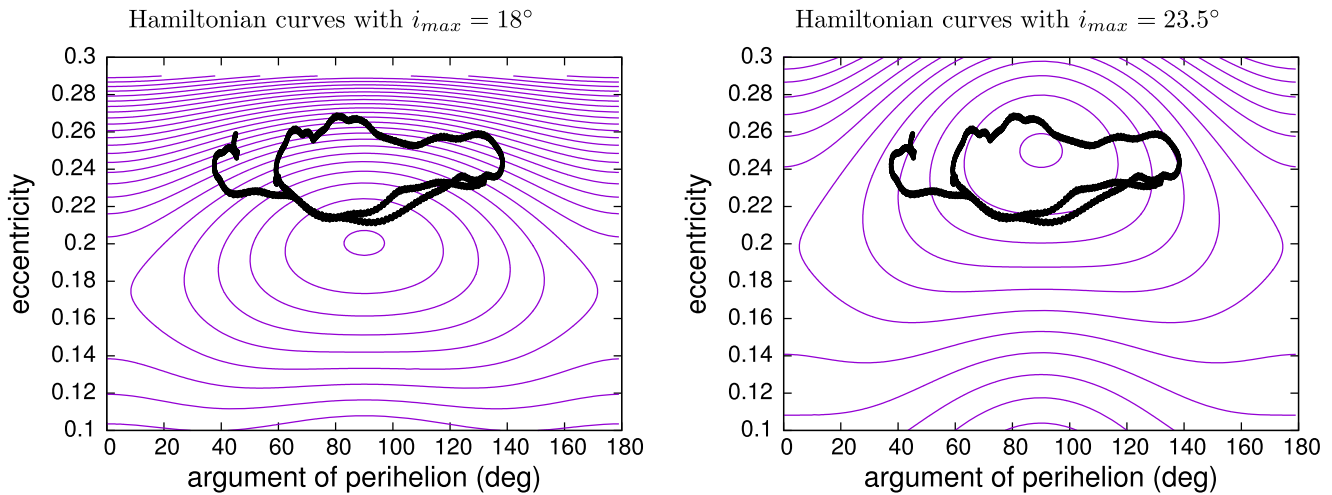 Hamiltonian curves with i_max = 18°
0.3
0.28
0.26
0.24
0.22
0.2
0.18
0.16
0.14
0.12
0.1
eccentricity
0 20 40 60 80 100 120 140 160 180
argument of perihelion (deg)
Hamiltonian curves with i_max = 23.5°
0.3
0.28
0.26
0.24
0.22
0.2
0.18
0.16
0.14
0.12
0.1
eccentricity
0 20 40 60 80 100 120 140 160 180
argument of perihelion (deg)